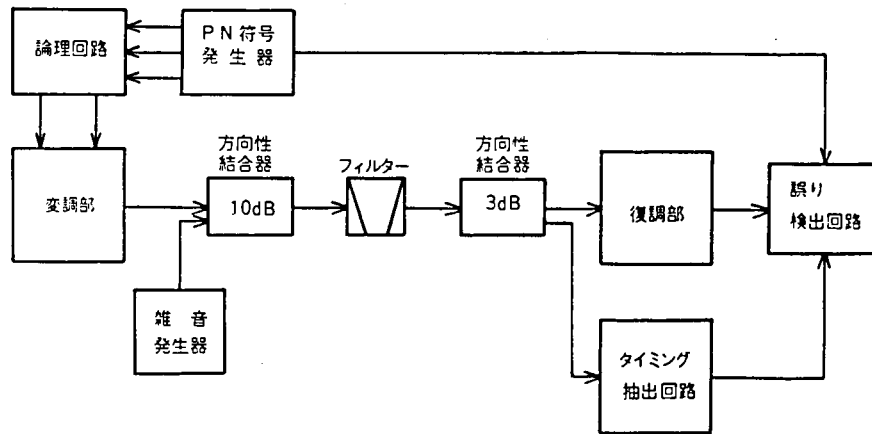 論理回路
PN符号
発生器
方向性
結合器
フィルター
方向性
結合器
変調部
10dB
3dB
復調部
誤り
検出回路
雑音
発生器
タイミング
抽出回路